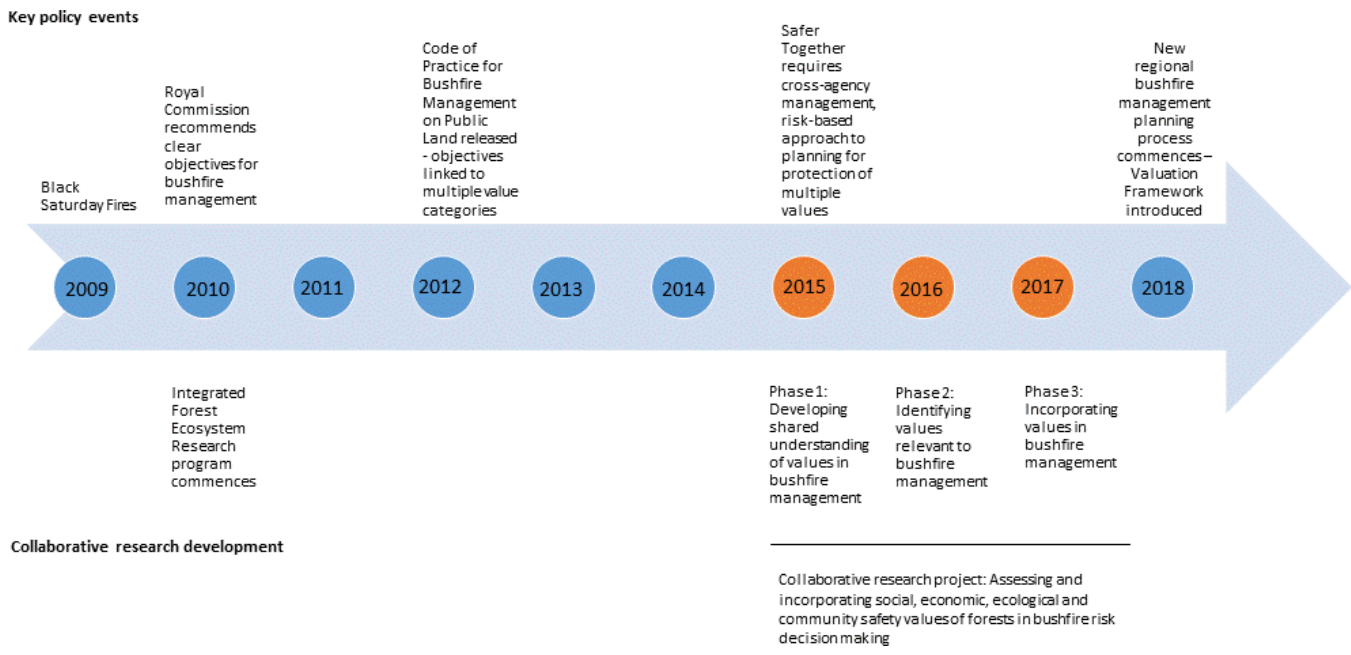 Key policy events
Black
Saturday Fires
Royal
Commission
recommends
clear
objectives for
bushfire
management
Code of
Practice for
Bushfire
Management
on Public
Land released
- objectives
linked to
multiple value
categories
Safer
Together
requires
cross-agency
management,
risk-based
approach to
planning for
protection of
multiple
values
New
regional
bushfire
management
planning
process
commences–
Valuation
Framework
introduced
2009
2010
2011
2012
2013
2014
2015
2016
2017
2018
Integrated
Forest
Ecosystem
Research
program
commences
Phase 1:
Developing
shared
understanding
of values in
bushfire
management
Phase 2:
Identifying
values
relevant to
bushfire
management
Phase 3:
Incorporating
values in
bushfire
management
Collaborative research development
Collaborative research project: Assessing and
incorporating social, economic, ecological and
community safety values of forests in bushfire risk
decision making